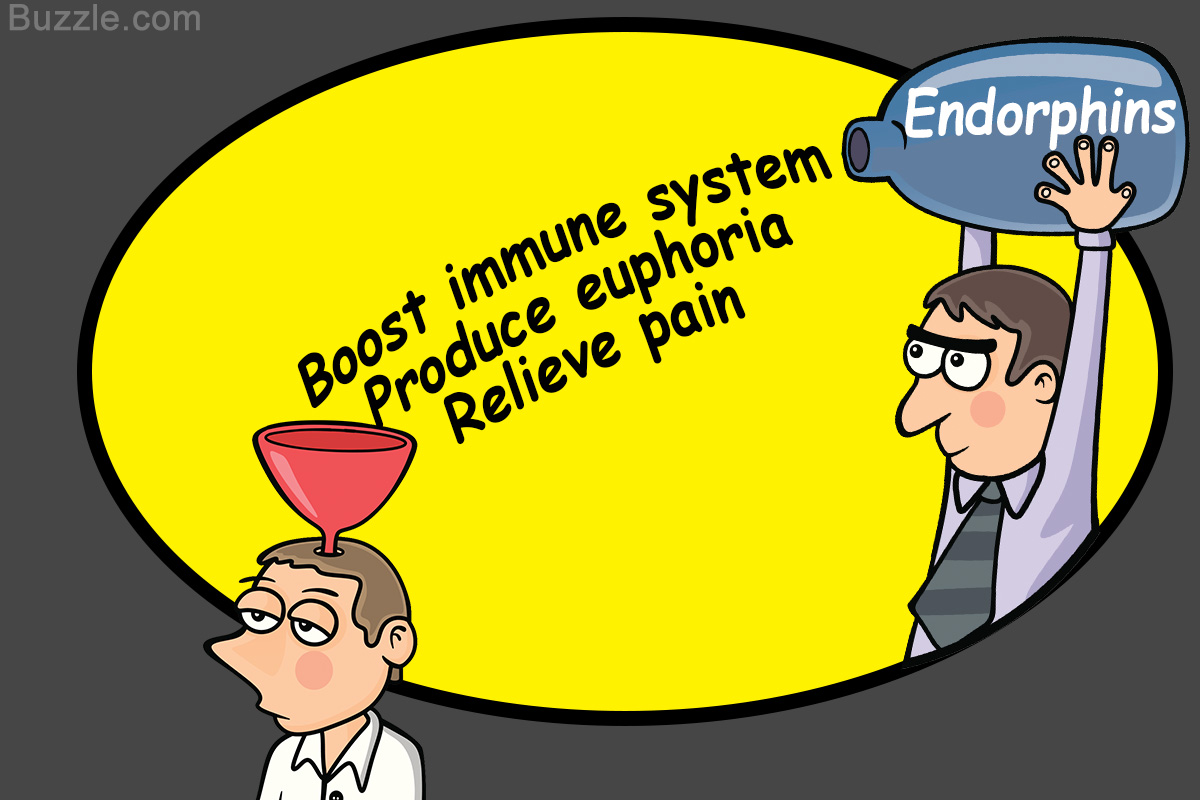 Buzzle.com
Endorphins
Boost immune system
Produce euphoria
Relieve pain